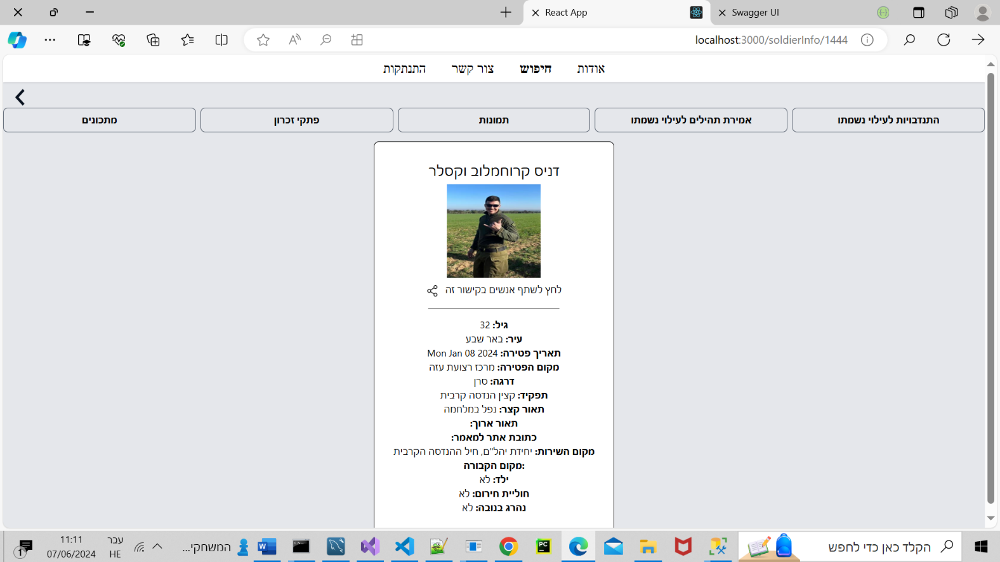 React App
Swagger UI
localhost:3000/soldierInfo/1444
אודות
חיפוש
צור קשר
התנתקות
התנדבויות לעילוי נשמתו
אמירת תהילים לעילוי נשמתו
תמונות
פתקי זכרון
מתכונים
דניס קרוחמלוב וקסלר
לחץ לשתף אנשים בקישור זה
גיל: 32
עיר: באר שבע
תאריך פטירה: Mon Jan 08 2024
מקום הפטירה: מרכז רצועת עזה
דרגה: סרן
תפקיד: קצין הנדסה קרבית
תאור קצר: נפל במלחמה
תאור ארוך:
כתובת אתר למאמר:
מקום השירות: יחידת יהל"ם, חיל ההנדסה הקרבית
:מקום הקבורה
ילד: לא
חוליית חירום: לא
נהרג בנובה: לא
הקלד כאן כדי לחפש
PC
המשחקי...
עבר
HE
11:11
07/06/2024
1